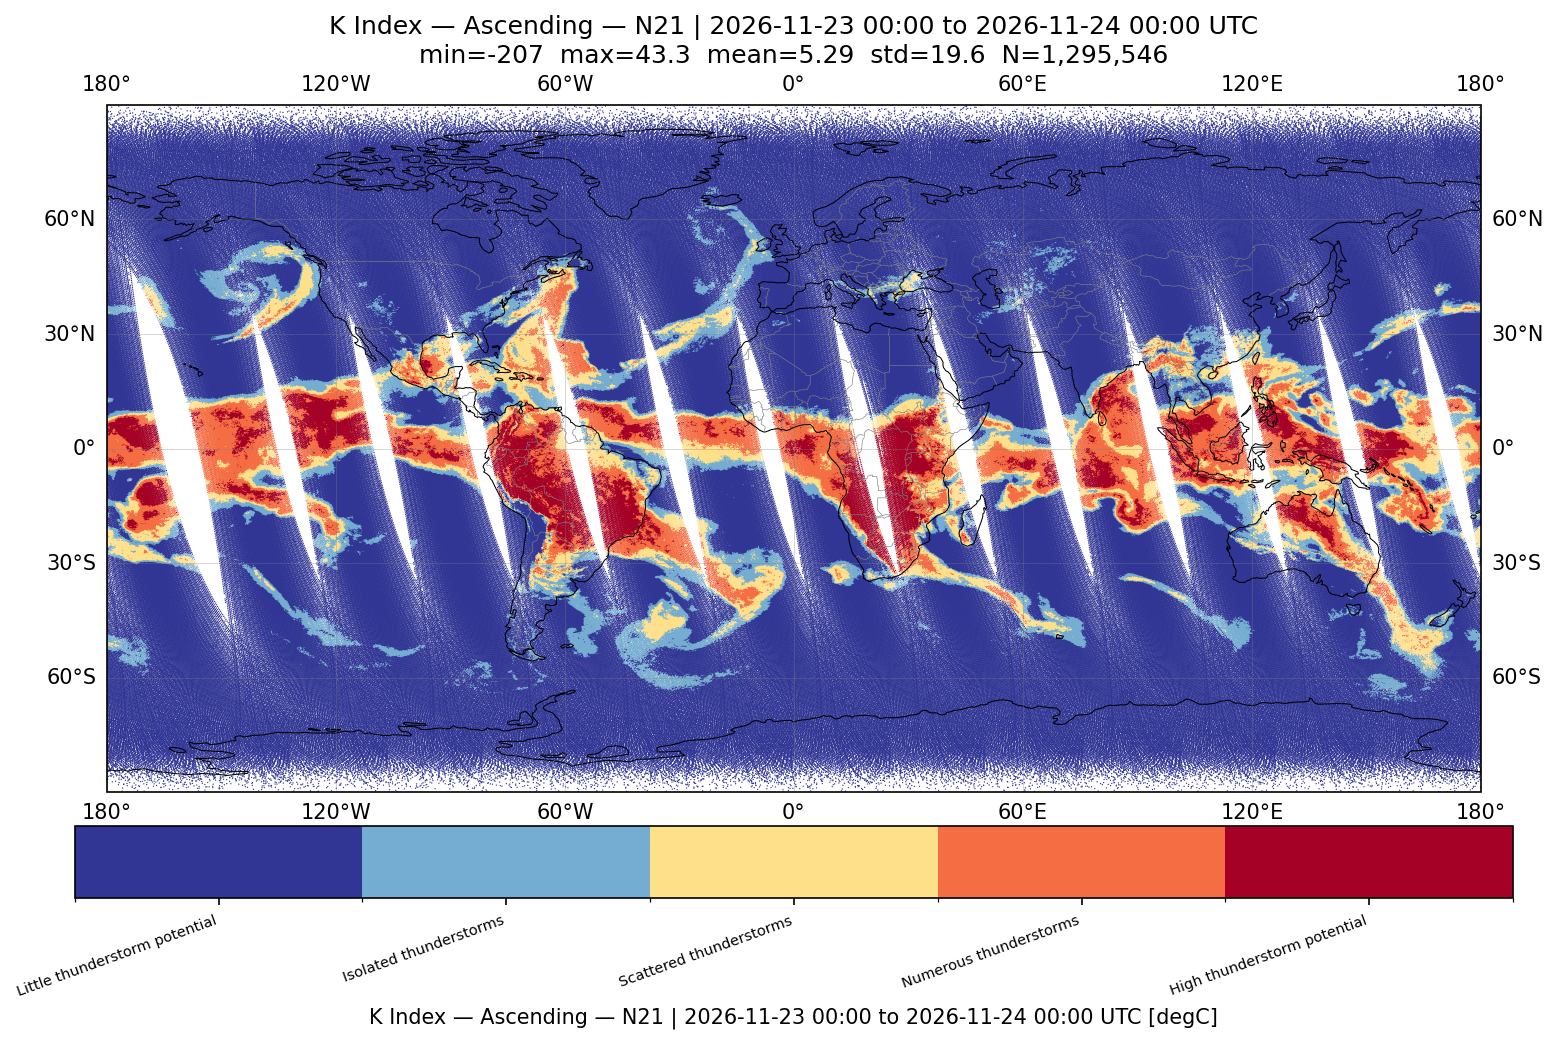 K Index — Ascending — N21 | 2026-11-23 00:00 to 2026-11-24 00:00 UTC
min=-207 max=43.3 mean=5.29 std=19.6 N=1,295,546
180° 120°W 60°W 0° 60°E 120°E 180°
60°N 60°N
30°N 30°N
0° 0°
30°S 30°S
60°S 60°S
180° 120°W 60°W 0° 60°E 120°E 180°
Little thunderstorm potential
Isolated thunderstorms
Scattered thunderstorms
Numerous thunderstorms
High thunderstorm potential
K Index — Ascending — N21 | 2026-11-23 00:00 to 2026-11-24 00:00 UTC [degC]